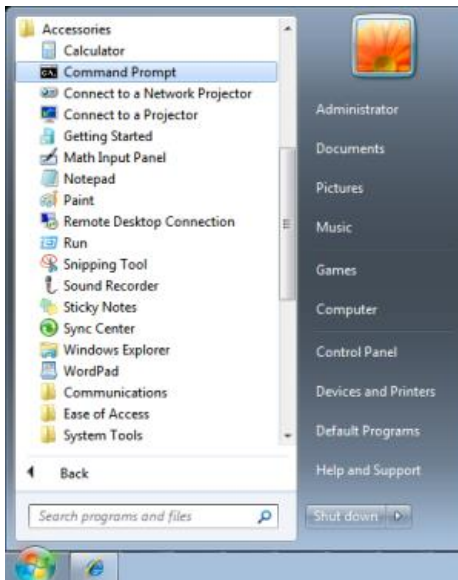 Accessories
Calculator
Command Prompt
Connect to a Network Projector
Connect to a Projector
Getting Started
Math Input Panel
Notepad
Paint
Remote Desktop Connection
Run
Snipping Tool
Sound Recorder
Sticky Notes
Sync Center
Windows Explorer
WordPad
Communications
Ease of Access
System Tools
Back
Search programs and files
Administrator
Documents
Pictures
Music
Games
Computer
Control Panel
Devices and Printers
Default Programs
Help and Support
Shut down